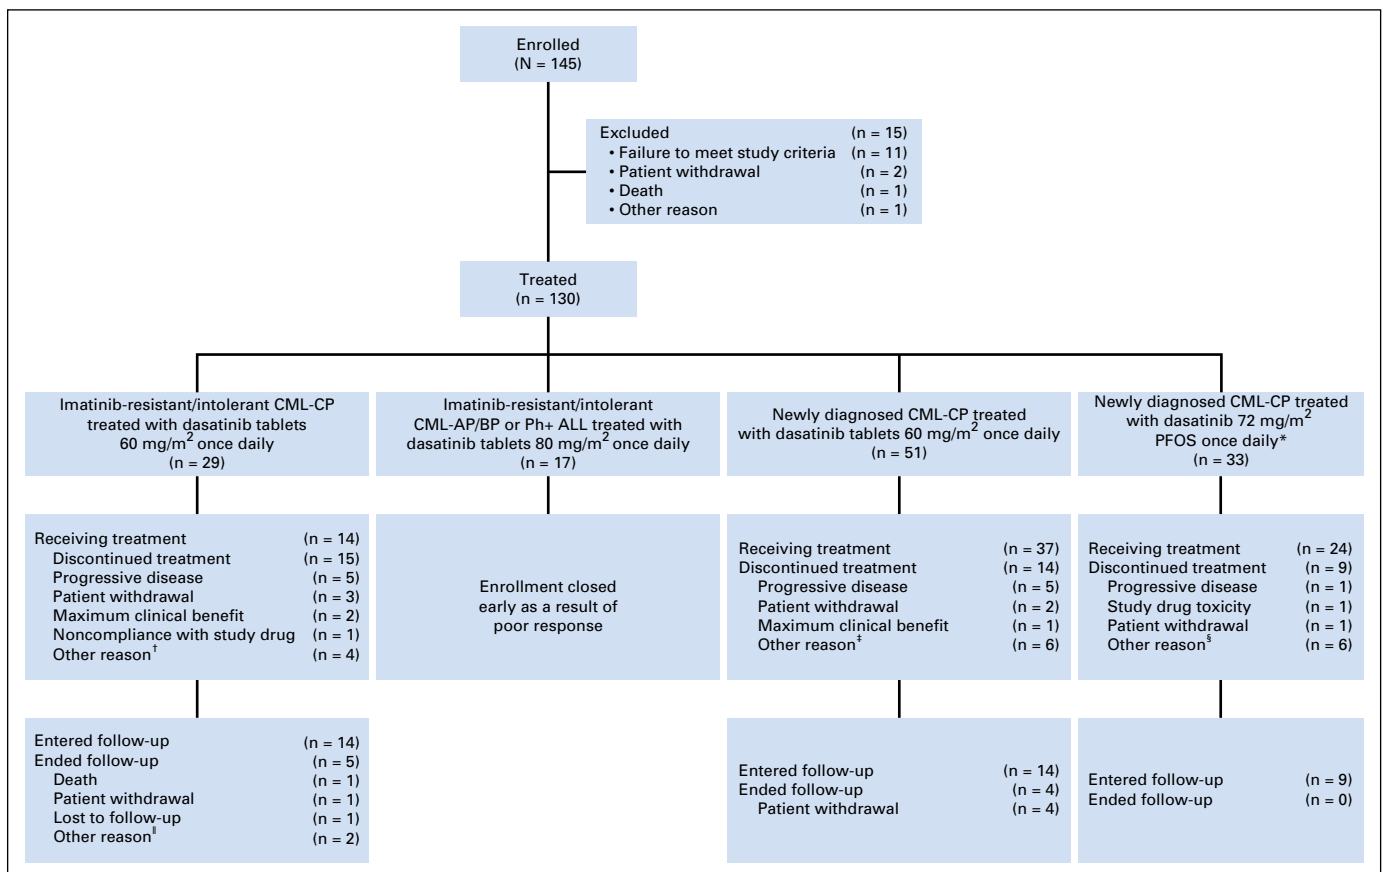 Enrolled
(N = 145)
Excluded (n = 15)
• Failure to meet study criteria (n = 11)
• Patient withdrawal (n = 2)
• Death (n = 1)
• Other reason (n = 1)
Treated
(n = 130)
Imatinib-resistant/intolerant CML-CP
treated with dasatinib tablets
60 mg/m² once daily
(n = 29)
Imatinib-resistant/intolerant
CML-AP/BP or Ph+ ALL treated with
dasatinib tablets 80 mg/m² once daily
(n = 17)
Newly diagnosed CML-CP treated
with dasatinib tablets 60 mg/m² once daily
(n = 51)
Newly diagnosed CML-CP treated
with dasatinib 72 mg/m²
PFOS once daily*
(n = 33)
Receiving treatment (n = 14)
Discontinued treatment (n = 15)
Progressive disease (n = 5)
Patient withdrawal (n = 3)
Maximum clinical benefit (n = 2)
Noncompliance with study drug (n = 1)
Other reason† (n = 4)
Enrollment closed
early as a result of
poor response
Receiving treatment (n = 37)
Discontinued treatment (n = 14)
Progressive disease (n = 5)
Patient withdrawal (n = 2)
Maximum clinical benefit (n = 1)
Other reason‡ (n = 6)
Receiving treatment (n = 24)
Discontinued treatment (n = 9)
Progressive disease (n = 1)
Study drug toxicity (n = 1)
Patient withdrawal (n = 1)
Other reason§ (n = 6)
Entered follow-up (n = 14)
Ended follow-up (n = 5)
Death (n = 1)
Patient withdrawal (n = 1)
Lost to follow-up (n = 1)
Other reason‖ (n = 2)
Entered follow-up (n = 14)
Ended follow-up (n = 4)
Patient withdrawal (n = 4)
Entered follow-up (n = 9)
Ended follow-up (n = 0)